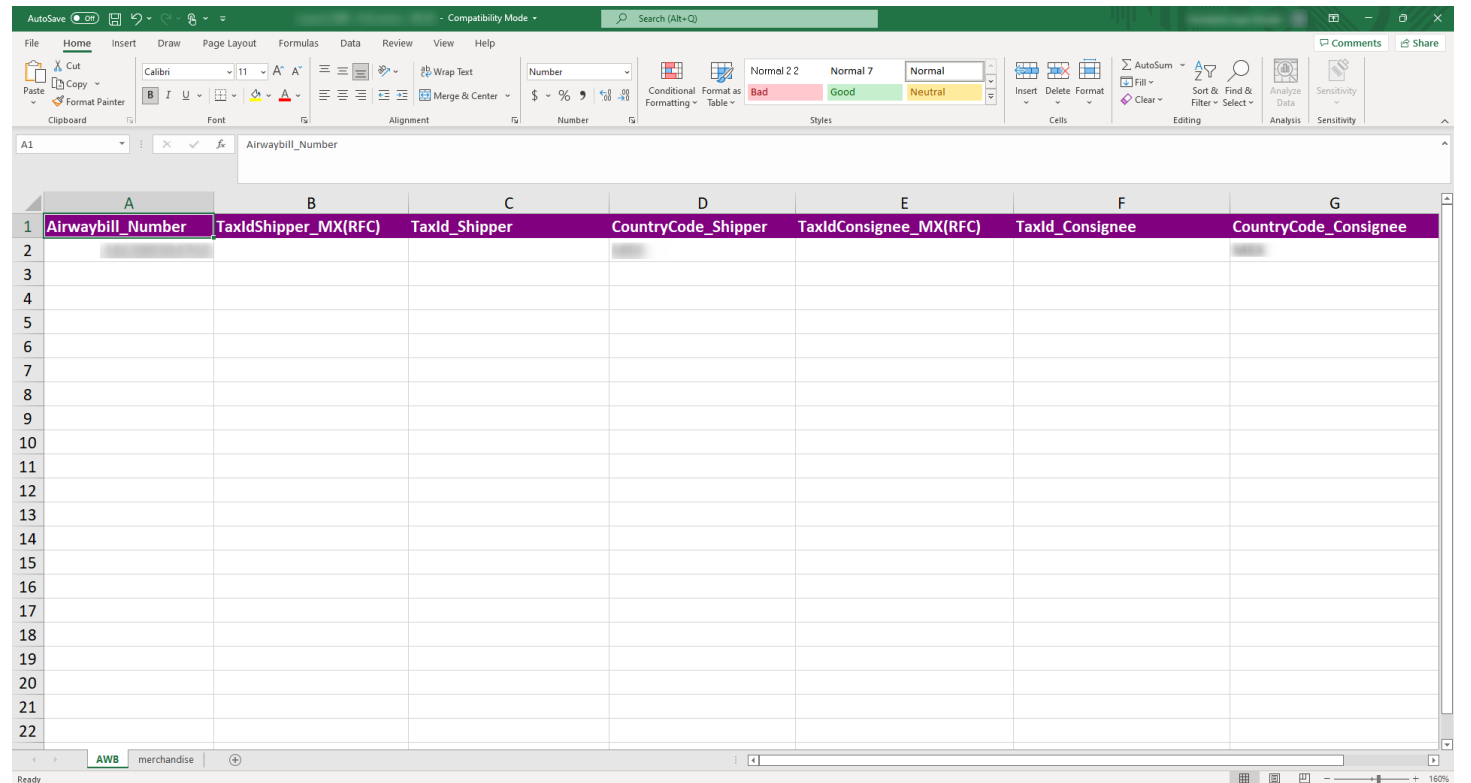 AutoSave Off - Compatibility Mode Search (Alt+Q)
File Home Insert Draw Page Layout Formulas Data Review View Help Comments Share
Cut
Copy
Paste
Format Painter
Calibri 11 A^ A˅
B I U A
Wrap Text
Merge & Center
Number
$ % 9
Conditional Formatting
Format as Table
Normal 2 2 Normal 7 Normal
Bad Good Neutral
Insert Delete Format
AutoSum
Fill
Clear
Sort & Filter
Find & Select
Analyze Data
Sensitivity
Clipboard Font Alignment Number Styles Cells Editing Analysis Sensitivity
A1 fx Airwaybill_Number
A B C D E F G
1 Airwaybill_Number TaxIdShipper_MX(RFC) TaxId_Shipper CountryCode_Shipper TaxIdConsignee_MX(RFC) TaxId_Consignee CountryCode_Consignee
2
3
4
5
6
7
8
9
10
11
12
13
14
15
16
17
18
19
20
21
22
AWB merchandise
Ready 160%